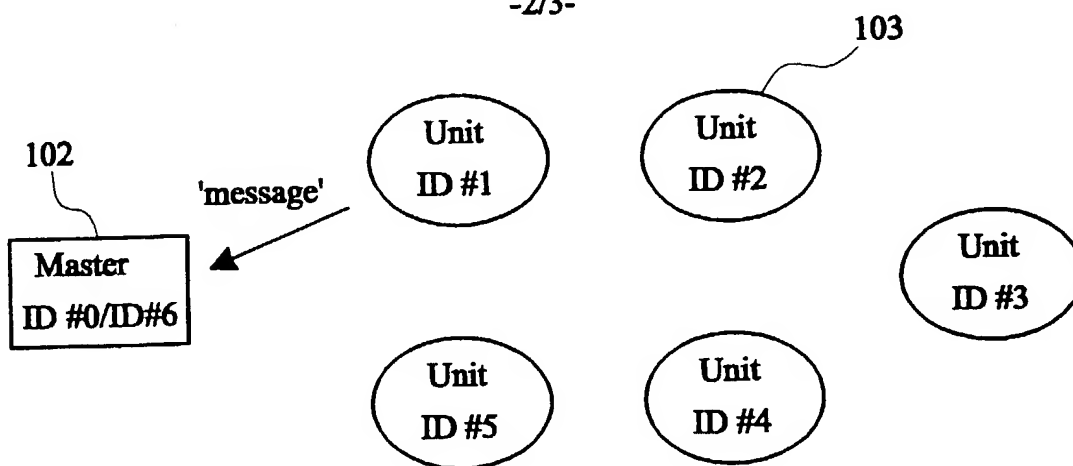 -2/3-
103
Unit
ID #1
Unit
ID #2
102
'message'
Master
ID #0/ID#6
Unit
ID #3
Unit
ID #5
Unit
ID #4